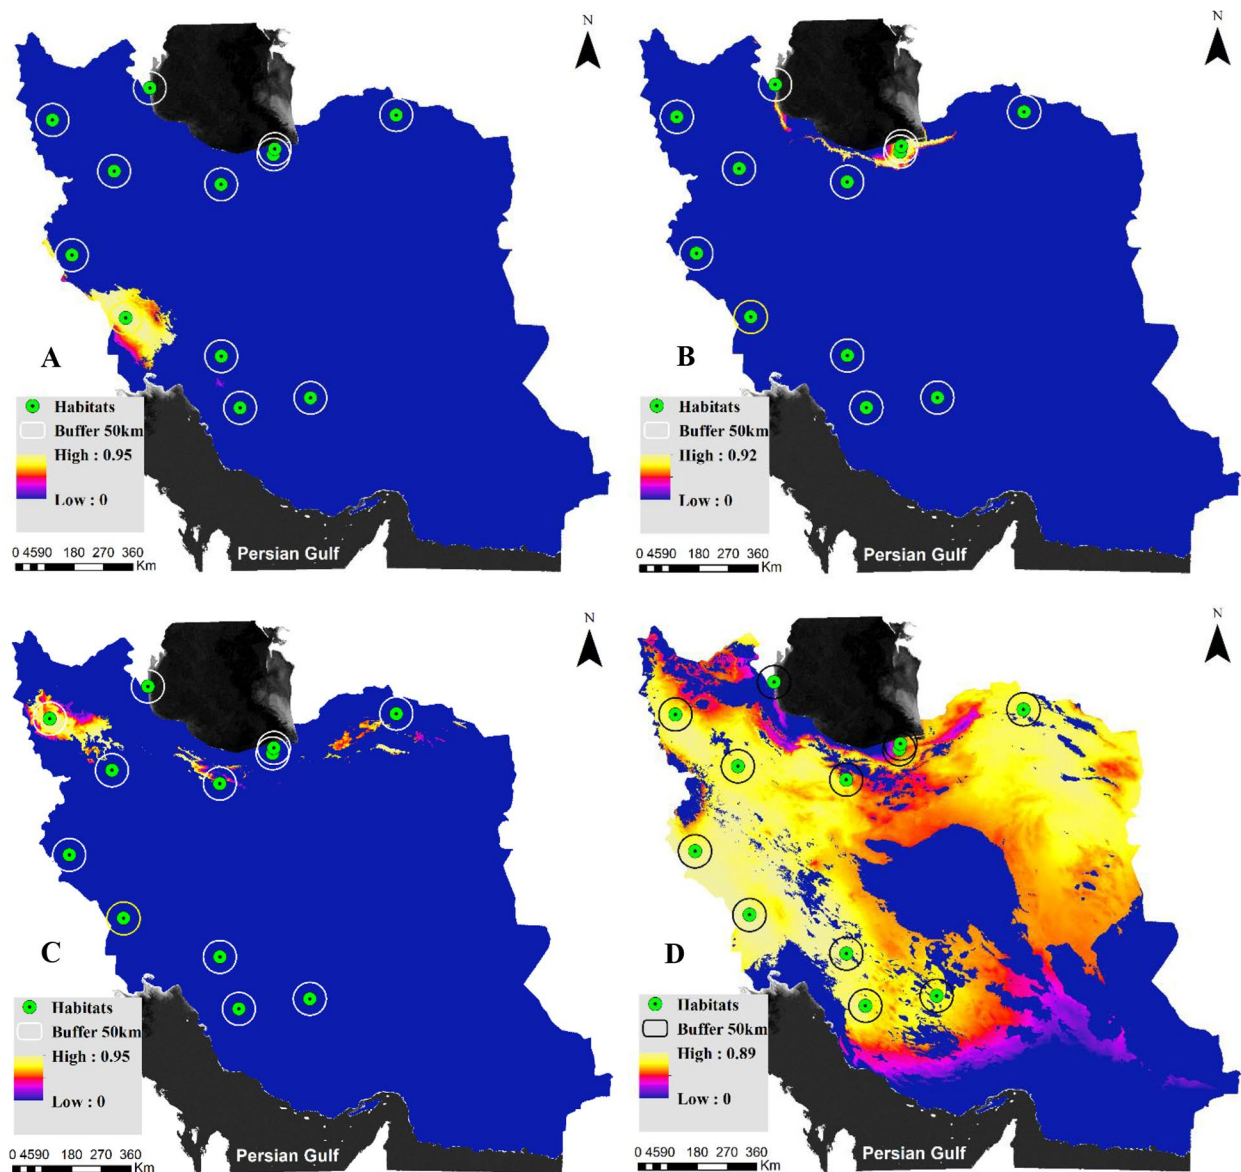 N
A
Habitats
Buffer 50km
High : 0.95
Low : 0
0 4590 180 270 360
Km
Persian Gulf
N
B
Habitats
Buffer 50km
High : 0.92
Low : 0
0 4590 180 270 360
Km
Persian Gulf
N
C
Habitats
Buffer 50km
High : 0.95
Low : 0
0 4590 180 270 360
Km
Persian Gulf
N
D
Habitats
Buffer 50km
High : 0.89
Low : 0
0 4590 180 270 360
Km
Persian Gulf